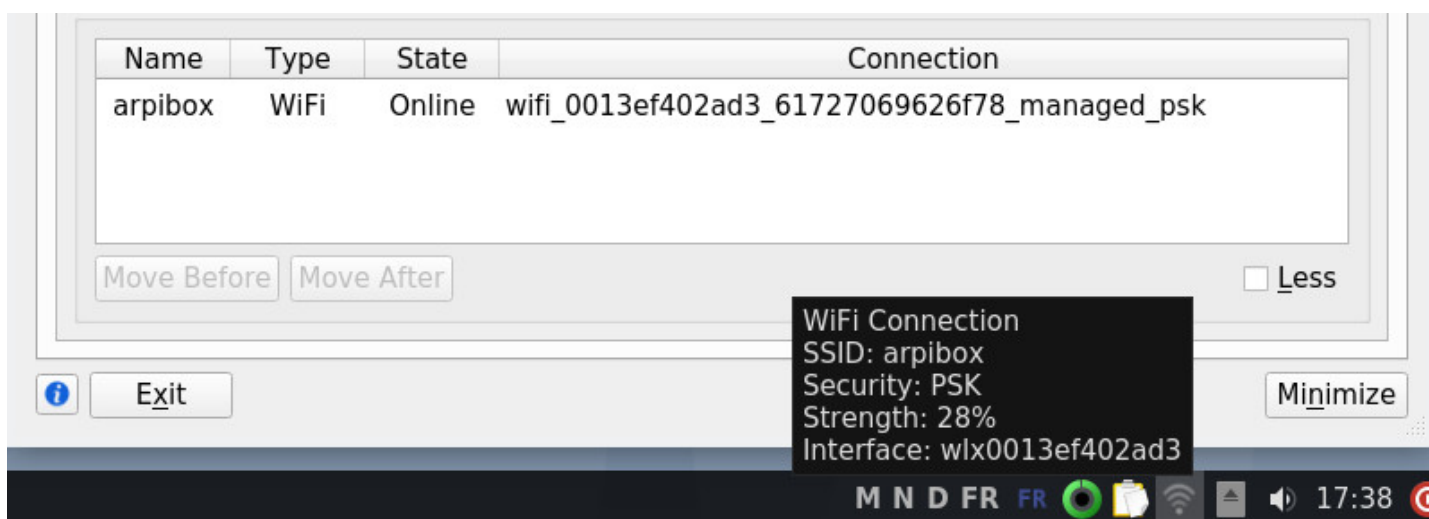 Name Type State Connection
arpibox WiFi Online wifi_0013ef402ad3_61727069626f78_managed_psk
Move Before Move After Less
WiFi Connection
SSID: arpibox
Security: PSK
Strength: 28%
Interface: wlx0013ef402ad3
i Exit Minimize
M N D FR FR 17:38